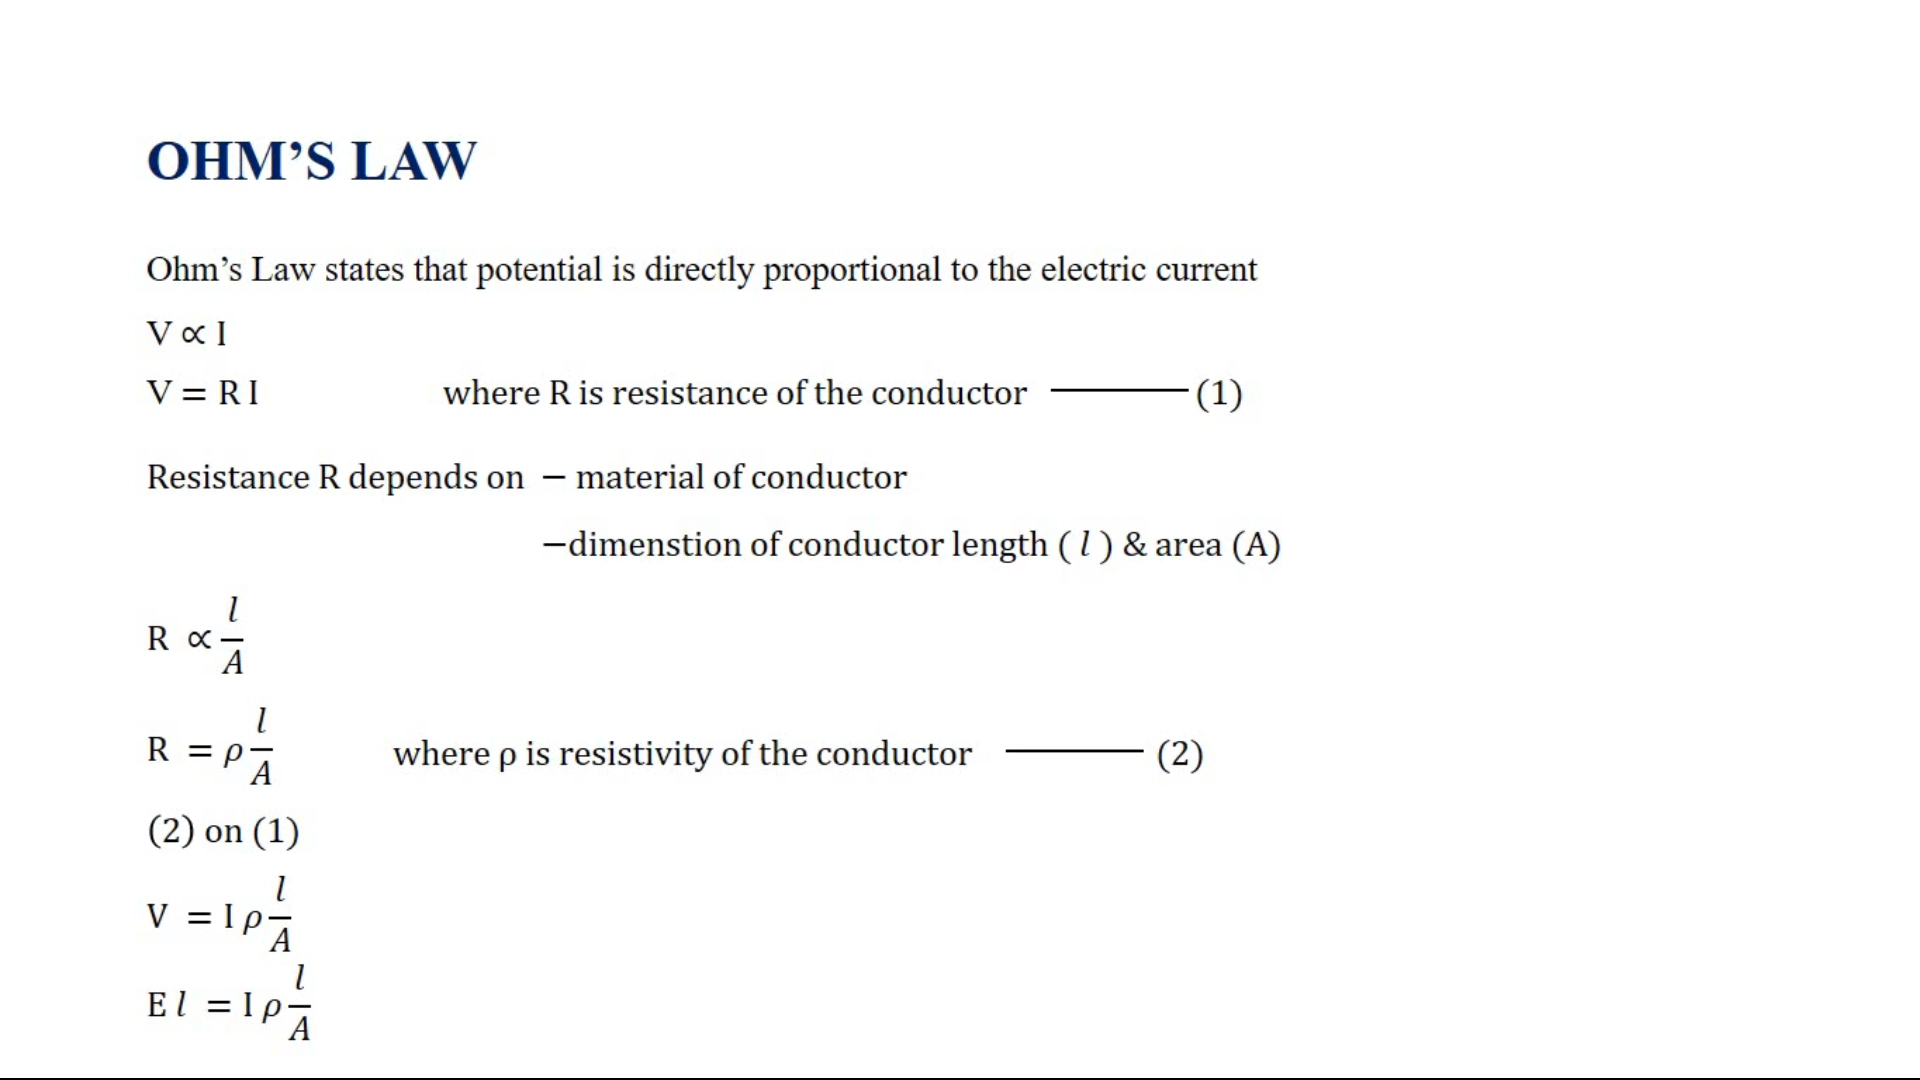 OHM’S LAW
Ohm’s Law states that potential is directly proportional to the electric current
V ∝ I
V = R I where R is resistance of the conductor ——— (1)
Resistance R depends on − material of conductor
−dimenstion of conductor length ( l ) & area (A)
R ∝ l/A
R = ρ l/A where ρ is resistivity of the conductor ——— (2)
(2) on (1)
V = I ρ l/A
E l = I ρ l/A